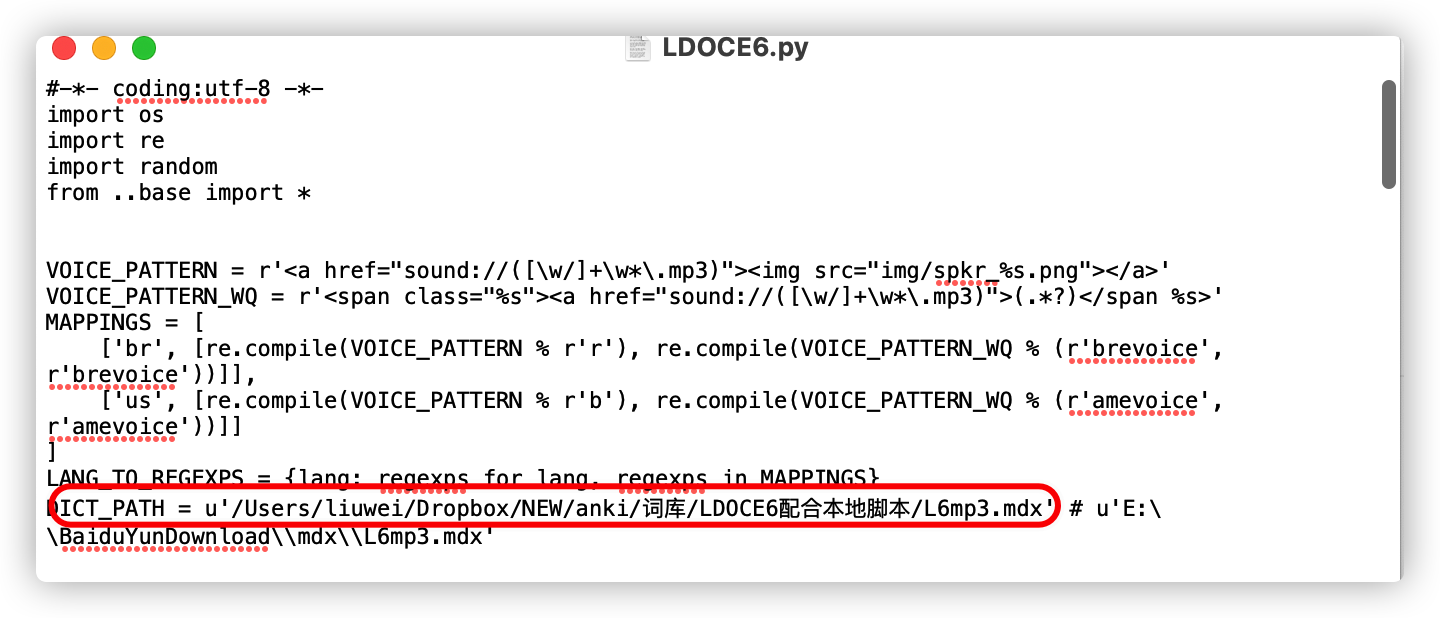 LDOCE6.py
#-*- coding:utf-8 -*-
import os
import re
import random
from ..base import *
VOICE_PATTERN = r'<a href="sound://([\w/]+\w*\.mp3)"><img src="img/spkr_%s.png"></a>'
VOICE_PATTERN_WQ = r'<span class="%s"><a href="sound://([\w/]+\w*\.mp3)">(.*?)</span %s>'
MAPPINGS = [
    ['br', [re.compile(VOICE_PATTERN % r'r'), re.compile(VOICE_PATTERN_WQ % (r'brevoice',
r'brevoice'))]],
    ['us', [re.compile(VOICE_PATTERN % r'b'), re.compile(VOICE_PATTERN_WQ % (r'amevoice',
r'amevoice'))]]
]
LANG_TO_REGEXPS = {lang: regexps for lang, regexps in MAPPINGS}
DICT_PATH = u'/Users/liuwei/Dropbox/NEW/anki/词库/LDOCE6配合本地脚本/L6mp3.mdx' # u'E:\
\BaiduYunDownload\\mdx\\L6mp3.mdx'